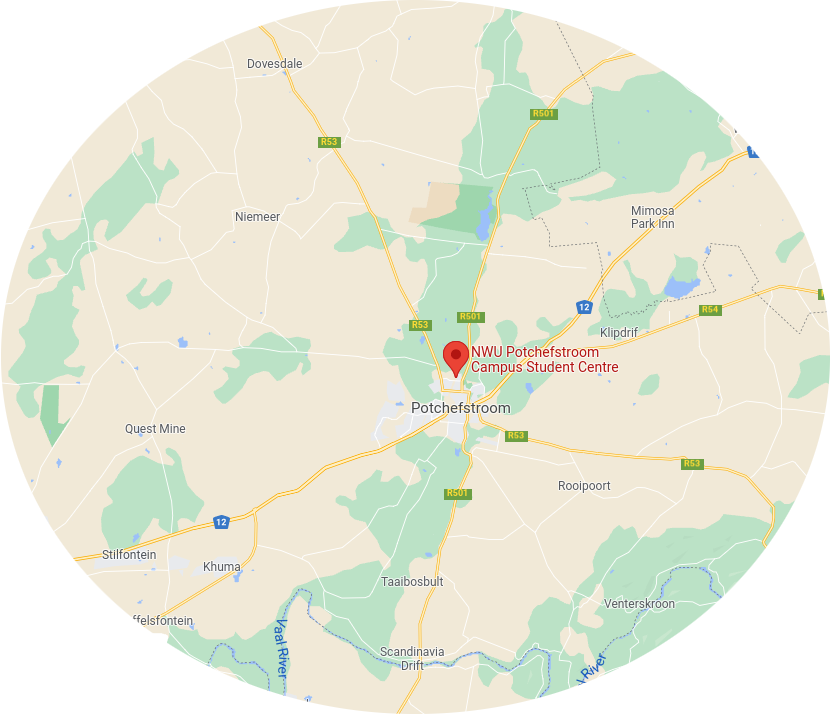 Dovesdale
R501
R53
Niemeer
Mimosa
Park Inn
12
R54
R501
R53
Klipdrif
NWU Potchefstroom
Campus Student Centre
Potchefstroom
Quest Mine
R53
R53
Rooipoort
R501
12
Stilfontein
Khuma
Taaibosbult
Venterskroon
ffelsfontein
Vaal River
Scandinavia
Drift
River